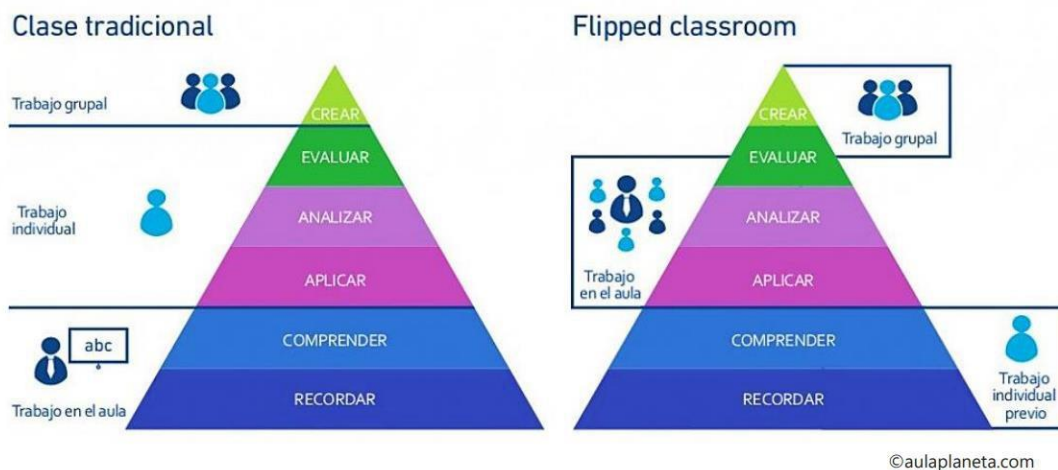 Clase tradicional
Trabajo grupal
Trabajo
individual
abc
Trabajo en el aula
CREAR
EVALUAR
ANALIZAR
APLICAR
COMPRENDER
RECORDAR
Flipped classroom
CREAR
EVALUAR
ANALIZAR
APLICAR
COMPRENDER
RECORDAR
Trabajo grupal
Trabajo
en el aula
Trabajo
individual
previo
©aulaplaneta.com